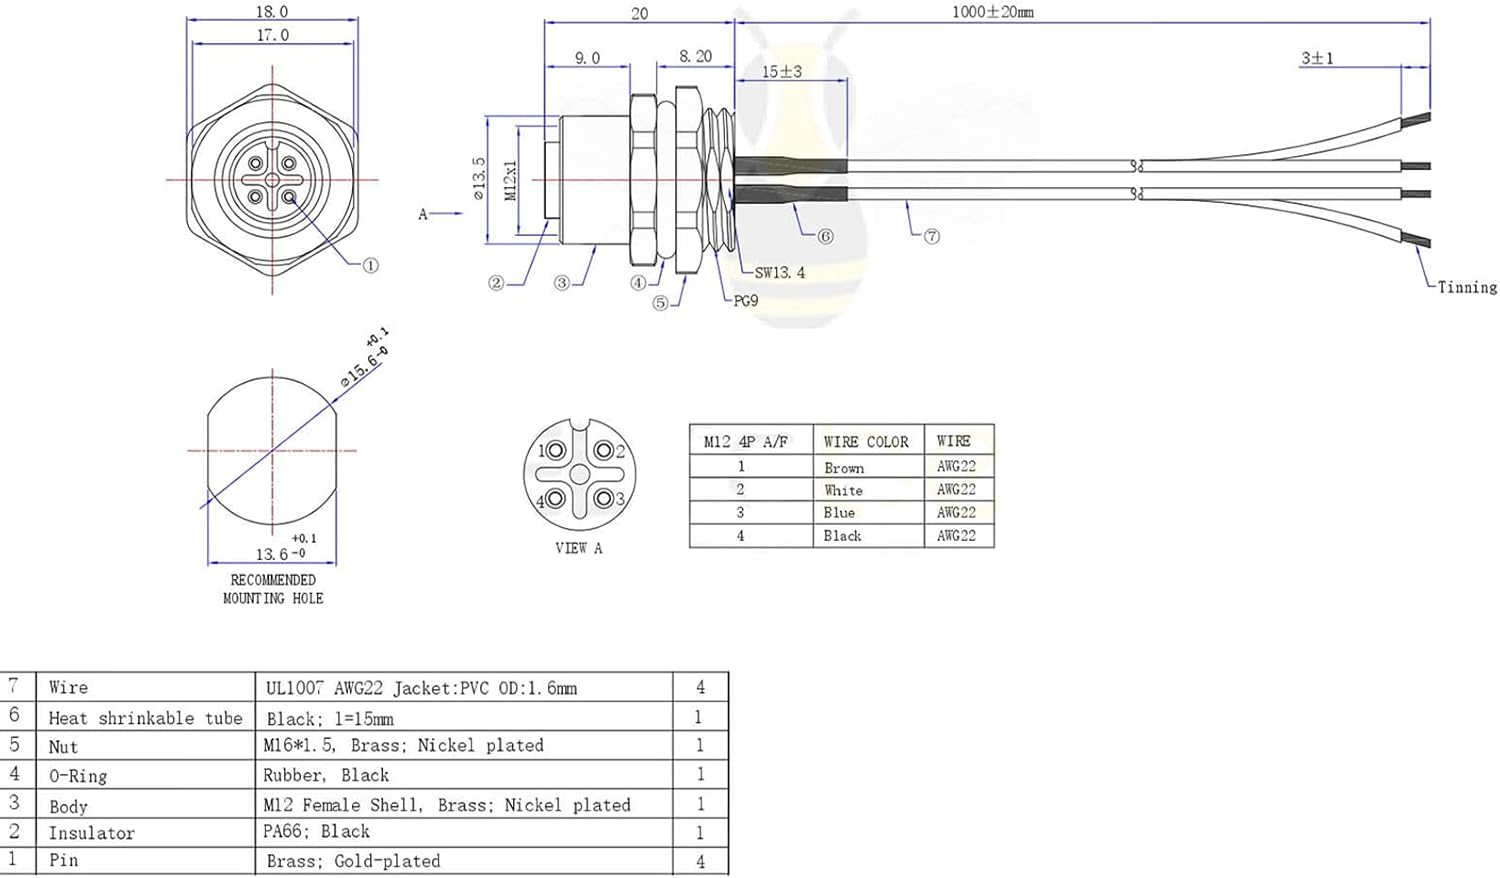 18.0
17.0
①
20
1000±20mm
9.0
8.20
15±3
3±1
⌀13.5
M12x1
A
②
③
④
⑤
⑥
⑦
SW13.4
PG9
Tinning
⌀15.6 +0.1 -0
13.6 +0.1 -0
RECOMMENDED
MOUNTING HOLE
1
2
4
3
VIEW A
M12 4P A/F WIRE COLOR WIRE
1 Brown AWG22
2 White AWG22
3 Blue AWG22
4 Black AWG22
7 Wire UL1007 AWG22 Jacket:PVC OD:1.6mm 4
6 Heat shrinkable tube Black; l=15mm 1
5 Nut M16*1.5, Brass; Nickel plated 1
4 O-Ring Rubber, Black 1
3 Body M12 Female Shell, Brass; Nickel plated 1
2 Insulator PA66; Black 1
1 Pin Brass; Gold-plated 4